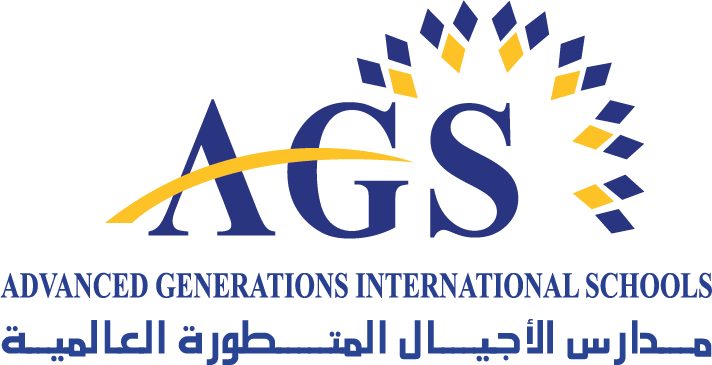 AGS
ADVANCED GENERATIONS INTERNATIONAL SCHOOLS
مدارس الأجيال المتطورة العالمية